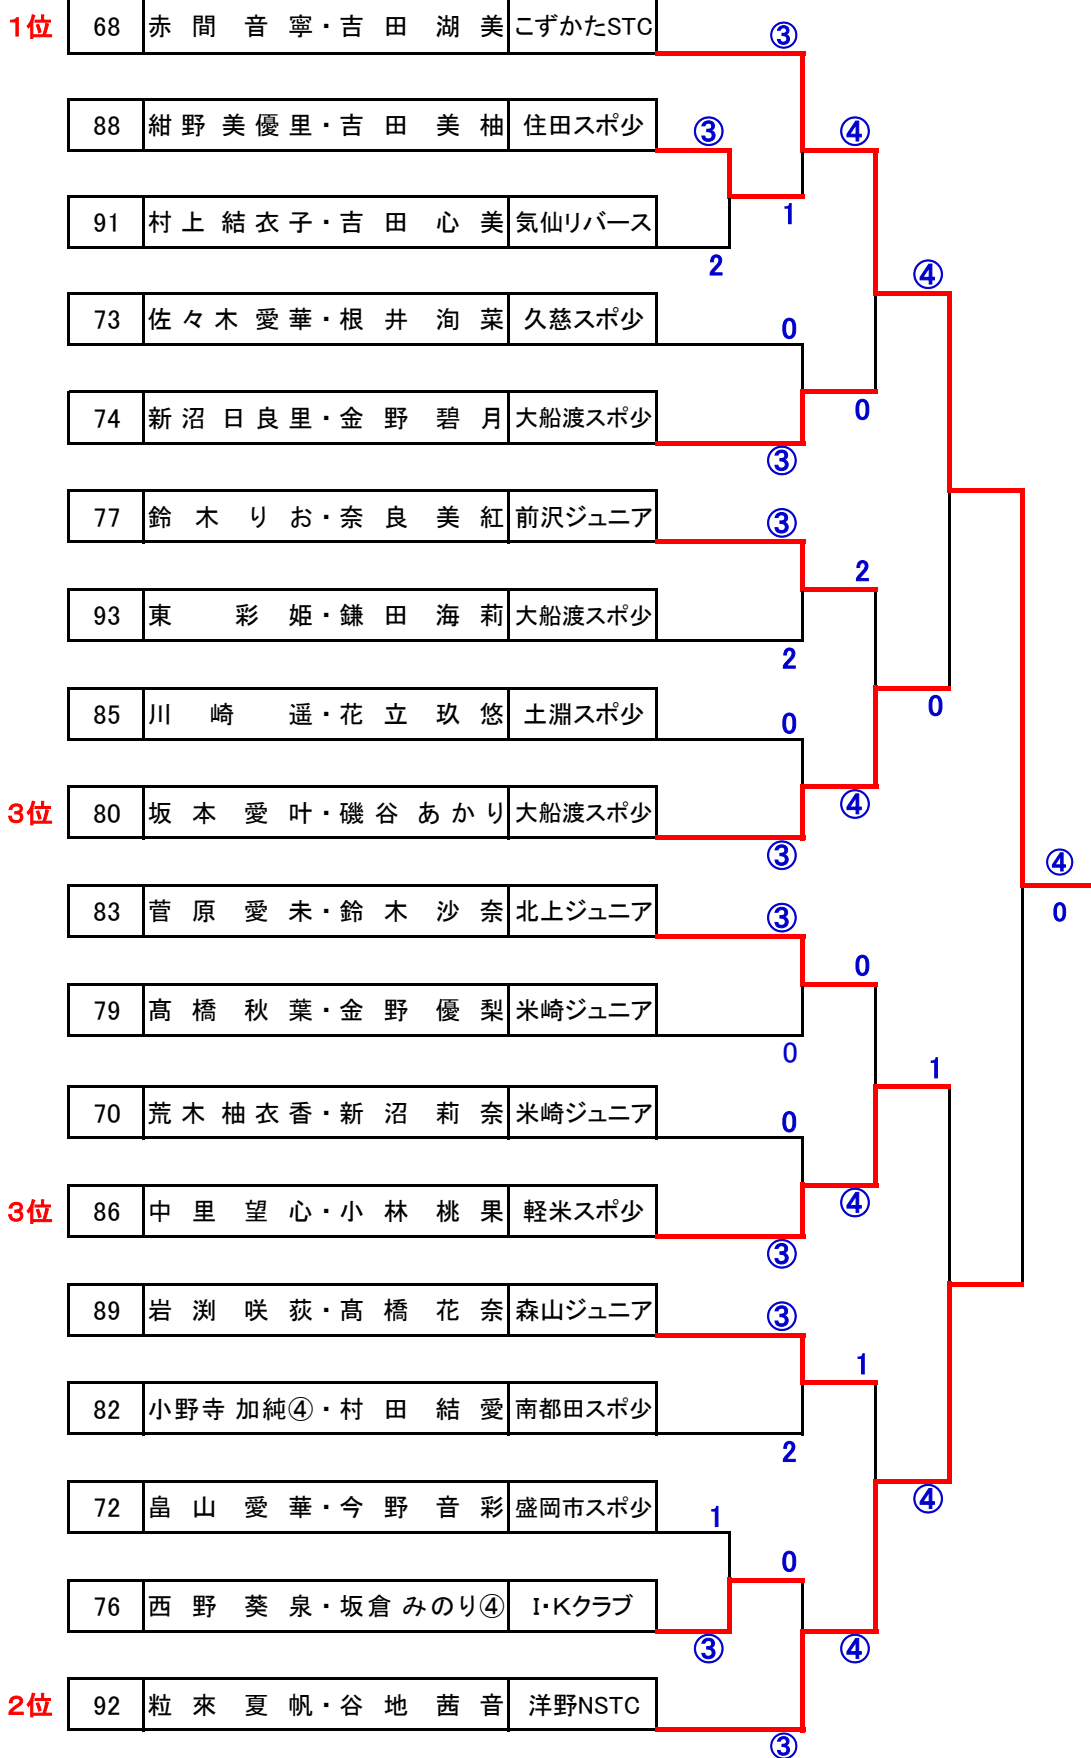 1位 68 赤間音寧・吉田湖美 こずかたSTC
③
88 紺野美優里・吉田美柚 住田スポ少
③ ④
91 村上結衣子・吉田心美 気仙リバース
1
2
④
73 佐々木愛華・根井洵菜 久慈スポ少
0
74 新沼日良里・金野碧月 大船渡スポ少
0
③
77 鈴木りお・奈良美紅 前沢ジュニア
③
2
93 東彩姫・鎌田海莉 大船渡スポ少
2
85 川崎遥・花立玖悠 土淵スポ少
0
0
3位 80 坂本愛叶・磯谷あかり 大船渡スポ少
④
③
④
83 菅原愛未・鈴木沙奈 北上ジュニア
③
0
0
79 髙橋秋葉・金野優梨 米崎ジュニア
0
1
70 荒木柚衣香・新沼莉奈 米崎ジュニア
0
3位 86 中里望心・小林桃果 軽米スポ少
④
③
89 岩渕咲荻・髙橋花奈 森山ジュニア
③
1
82 小野寺加純④・村田結愛 南都田スポ少
2
72 畠山愛華・今野音彩 盛岡市スポ少
1
④
0
76 西野葵泉・坂倉みのり④ I・Kクラブ
③ ④
2位 92 粒來夏帆・谷地茜音 洋野NSTC
③